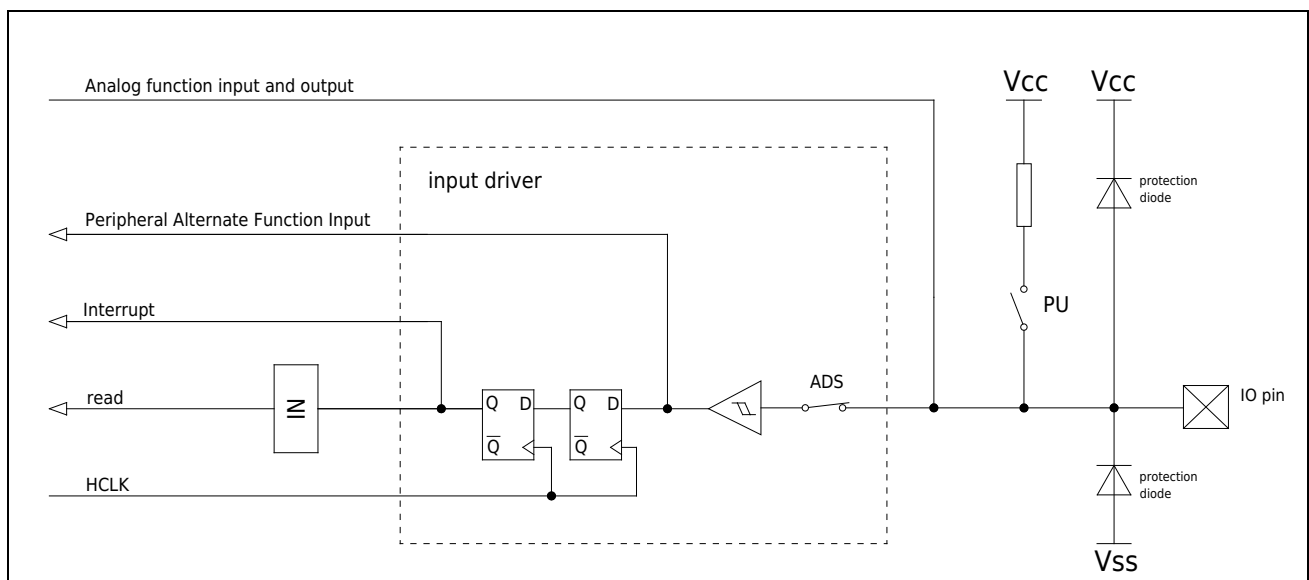 Analog function input and output
Vcc
Vcc
input driver
protection
diode
Peripheral Alternate Function Input
Interrupt
PU
ADS
read
IN
Q
D
Q
D
IO pin
Q
Q
HCLK
protection
diode
Vss